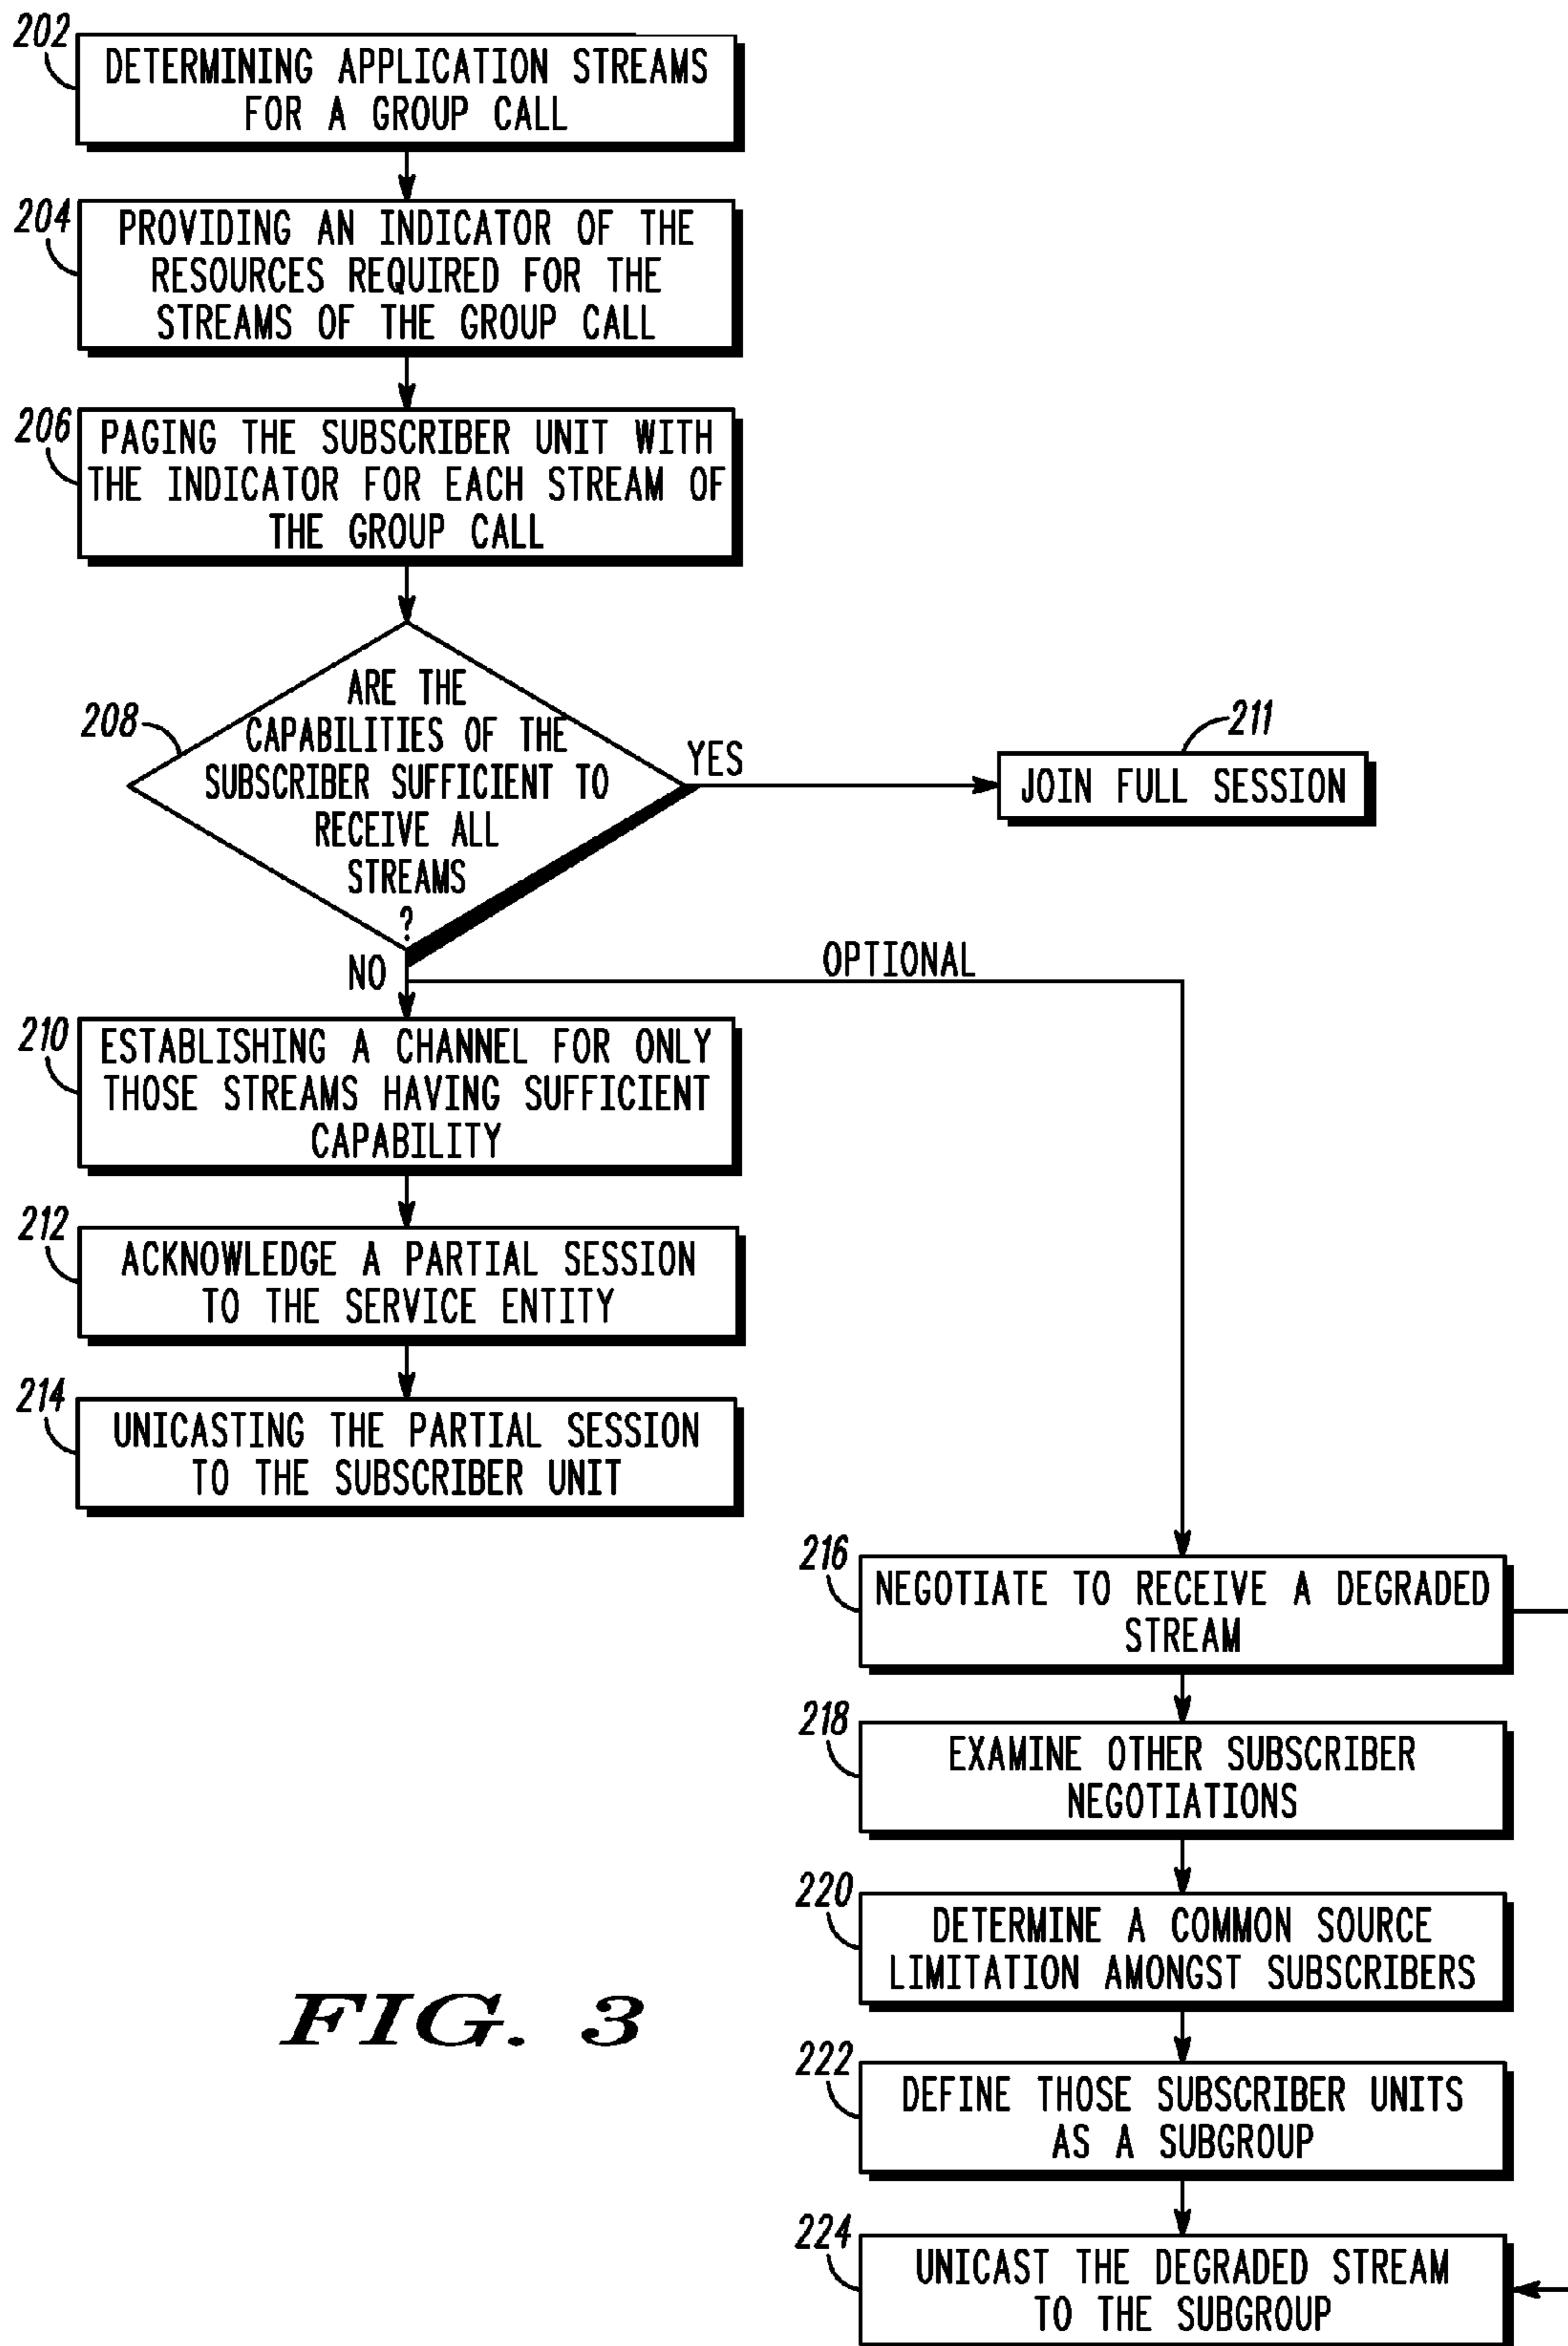 202
DETERMINING APPLICATION STREAMS
FOR A GROUP CALL
204
PROVIDING AN INDICATOR OF THE
RESOURCES REQUIRED FOR THE
STREAMS OF THE GROUP CALL
206
PAGING THE SUBSCRIBER UNIT WITH
THE INDICATOR FOR EACH STREAM OF
THE GROUP CALL
208
ARE THE
CAPABILITIES OF THE
SUBSCRIBER SUFFICIENT TO
RECEIVE ALL
STREAMS
?
YES
211
JOIN FULL SESSION
NO
OPTIONAL
210
ESTABLISHING A CHANNEL FOR ONLY
THOSE STREAMS HAVING SUFFICIENT
CAPABILITY
212
ACKNOWLEDGE A PARTIAL SESSION
TO THE SERVICE ENTITY
214
UNICASTING THE PARTIAL SESSION
TO THE SUBSCRIBER UNIT
216
NEGOTIATE TO RECEIVE A DEGRADED
STREAM
218
EXAMINE OTHER SUBSCRIBER
NEGOTIATIONS
220
DETERMINE A COMMON SOURCE
LIMITATION AMONGST SUBSCRIBERS
222
DEFINE THOSE SUBSCRIBER UNITS
AS A SUBGROUP
224
UNICAST THE DEGRADED STREAM
TO THE SUBGROUP
FIG. 3